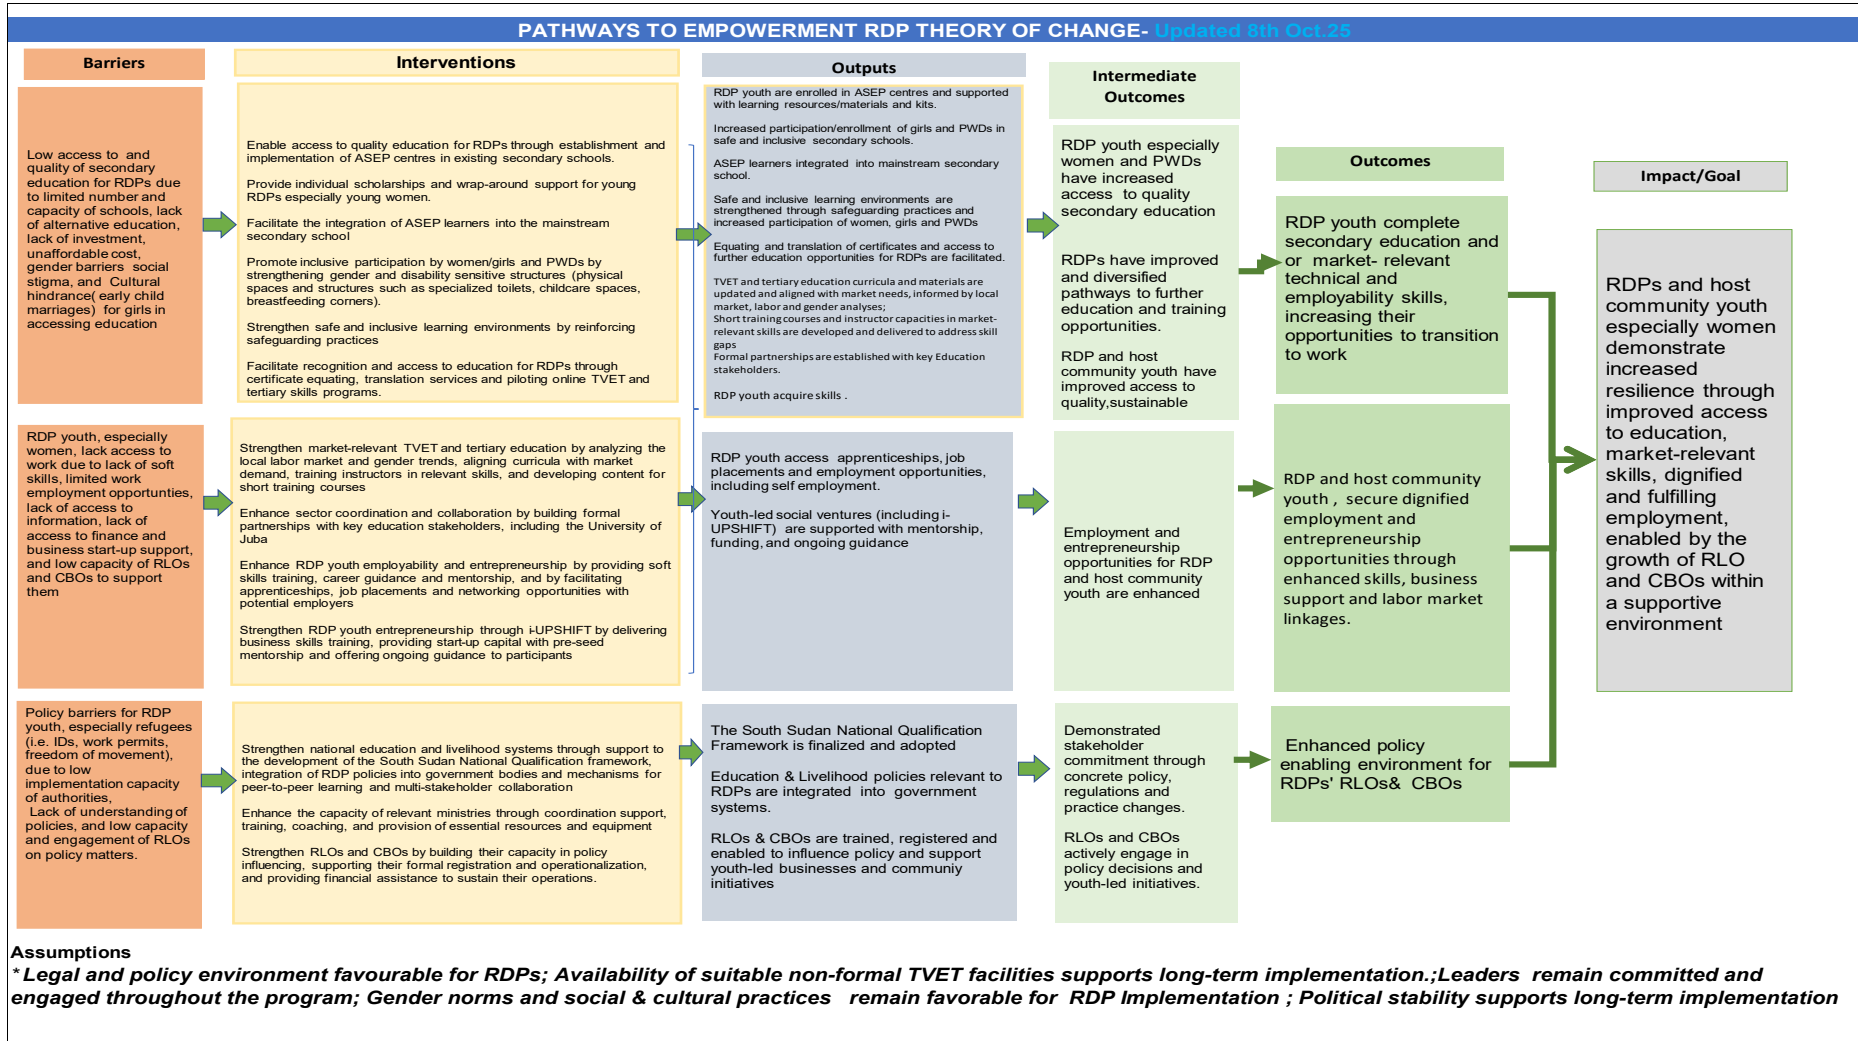 PATHWAYS TO EMPOWERMENT RDP THEORY OF CHANGE- Updated 8th Oct.25
Barriers
Low access to and
quality of secondary
education for RDPs due
to limited number and
capacity of schools, lack
of alternative education,
lack of investment,
unaffordable cost,
gender barriers social
stigma, and Cultural
hindrance( early child
marriages) for girls in
accessing education
RDP youth, especially
women, lack access to
work due to lack of soft
skills, limited work
employment opportunties,
lack of access to
information, lack of
access to finance and
business start-up support,
and low capacity of RLOs
and CBOs to support
them
Policy barriers for RDP
youth, especially refugees
(i.e. IDs, work permits,
freedom of movement),
due to low
implementation capacity
of authorities,
Lack of understanding of
policies, and low capacity
and engagement of RLOs
on policy matters.
Interventions
Enable access to quality education for RDPs through establishment and
implementation of ASEP centres in existing secondary schools.
Provide individual scholarships and wrap-around support for young
RDPs especially young women.
Facilitate the integration of ASEP learners into the mainstream
secondary school
Promote inclusive participation by women/girls and PWDs by
strengthening gender and disability sensitive structures (physical
spaces and structures such as specialized toilets, childcare spaces,
breastfeeding corners).
Strengthen safe and inclusive learning environments by reinforcing
safeguarding practices
Facilitate recognition and access to education for RDPs through
certificate equating, translation services and piloting online TVET and
tertiary skills programs.
Strengthen market-relevant TVET and tertiary education by analyzing the
local labor market and gender trends, aligning curricula with market
demand, training instructors in relevant skills, and developing content for
short training courses
Enhance sector coordination and collaboration by building formal
partnerships with key education stakeholders, including the University of
Juba
Enhance RDP youth employability and entrepreneurship by providing soft
skills training, career guidance and mentorship, and by facilitating
apprenticeships, job placements and networking opportunities with
potential employers
Strengthen RDP youth entrepreneurship through i-UPSHIFT by delivering
business skills training, providing start-up capital with pre-seed
mentorship and offering ongoing guidance to participants
Strengthen national education and livelihood systems through support to
the development of the South Sudan National Qualification framework,
integration of RDP policies into government bodies and mechanisms for
peer-to-peer learning and multi-stakeholder collaboration
Enhance the capacity of relevant ministries through coordination support,
training, coaching, and provision of essential resources and equipment
Strengthen RLOs and CBOs by building their capacity in policy
influencing, supporting their formal registration and operationalization,
and providing financial assistance to sustain their operations.
Outputs
RDP youth are enrolled in ASEP centres and supported
with learning resources/materials and kits.
Increased participation/enrollment of girls and PWDs in
safe and inclusive secondary schools.
ASEP learners integrated into mainstream secondary
school.
Safe and inclusive learning environments are
strengthened through safeguarding practices and
increased participation of women, girls and PWDs
Equating and translation of certificates and access to
further education opportunities for RDPs are facilitated.
TVET and tertiary education curricula and materials are
updated and aligned with market needs, informed by local
market, labor and gender analyses;
Short training courses and instructor capacities in market-
relevant skills are developed and delivered to address skill
gaps
Formal partnerships are established with key Education
stakeholders.
RDP youth acquire skills .
RDP youth access apprenticeships, job
placements and employment opportunities,
including self employment.
Youth-led social ventures (including i-
UPSHIFT) are supported with mentorship,
funding, and ongoing guidance
The South Sudan National Qualification
Framework is finalized and adopted
Education & Livelihood policies relevant to
RDPs are integrated into government
systems.
RLOs & CBOs are trained, registered and
enabled to influence policy and support
youth-led businesses and communiy
initiatives
Intermediate
Outcomes
RDP youth especially
women and PWDs
have increased
access to quality
secondary education
RDPs have improved
and diversified
pathways to further
education and training
opportunities.
RDP and host
community youth have
improved access to
quality,sustainable
Employment and
entrepreneurship
opportunities for RDP
and host community
youth are enhanced
Demonstrated
stakeholder
commitment through
concrete policy,
regulations and
practice changes.
RLOs and CBOs
actively engage in
policy decisions and
youth-led initiatives.
Outcomes
RDP youth complete
secondary education and
or market- relevant
technical and
employability skills,
increasing their
opportunities to transition
to work
RDP and host community
youth , secure dignified
employment and
entrepreneurship
opportunities through
enhanced skills, business
support and labor market
linkages.
Enhanced policy
enabling environment for
RDPs' RLOs& CBOs
Impact/Goal
RDPs and host
community youth
especially women
demonstrate
increased
resilience through
improved access
to education,
market-relevant
skills, dignified
and fulfilling
employment,
enabled by the
growth of RLO
and CBOs within
a supportive
environment
Assumptions
* Legal and policy environment favourable for RDPs; Availability of suitable non-formal TVET facilities supports long-term implementation.;Leaders remain committed and
engaged throughout the program; Gender norms and social & cultural practices remain favorable for RDP Implementation ; Political stability supports long-term implementation